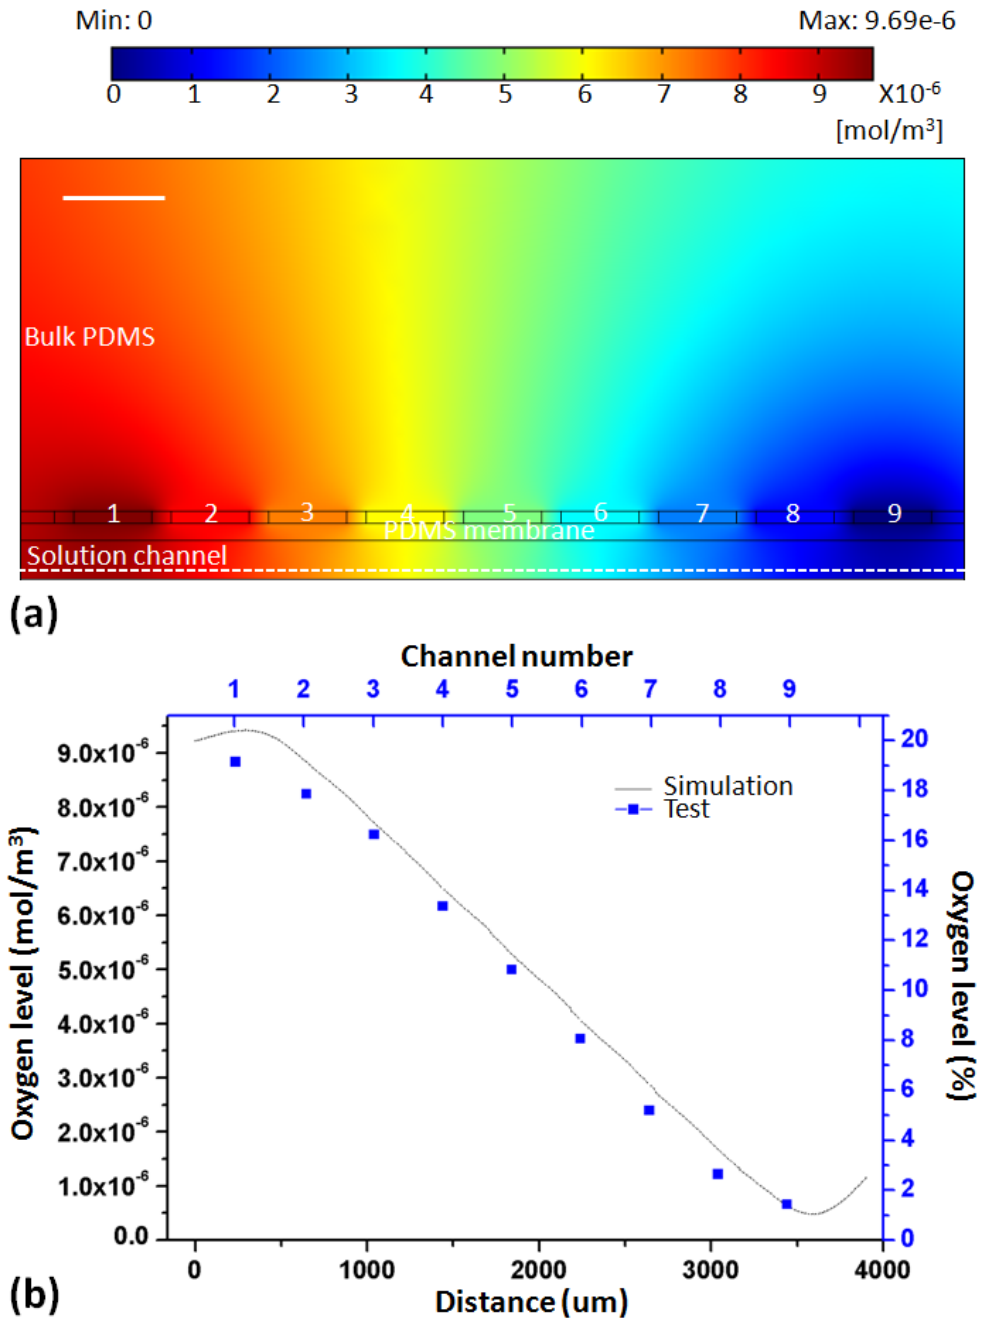 Min: 0
Max: 9.69e-6
0 1 2 3 4 5 6 7 8 9 X10⁻⁶
[mol/m³]
Bulk PDMS
1 2 3 4 5 6 7 8 9
PDMS membrane
Solution channel
(a)
Channel number
1 2 3 4 5 6 7 8 9
9.0x10⁻⁶
8.0x10⁻⁶
7.0x10⁻⁶
6.0x10⁻⁶
5.0x10⁻⁶
4.0x10⁻⁶
3.0x10⁻⁶
2.0x10⁻⁶
1.0x10⁻⁶
0.0
Oxygen level (mol/m³)
Simulation
Test
20
18
16
14
12
10
8
6
4
2
0
Oxygen level (%)
0 1000 2000 3000 4000
Distance (um)
(b)